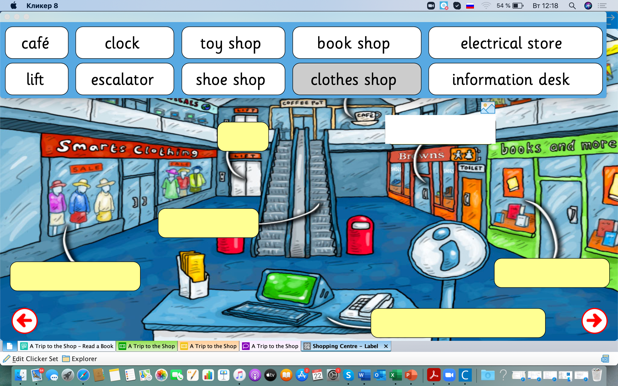 Кликер 8
54 %
Вт 12:18
café
clock
toy shop
book shop
electrical store
lift
escalator
shoe shop
clothes shop
information desk
COFFEE POT
CAFÉ
Smarts Clothing
SALE
SALE
Browns
TOILET
books and more
i
A Trip to the Shop – Read a Book
A Trip to the Shop
A Trip to the Shop
A Trip to the Shop
Shopping Centre – Label
Edit Clicker Set
Explorer